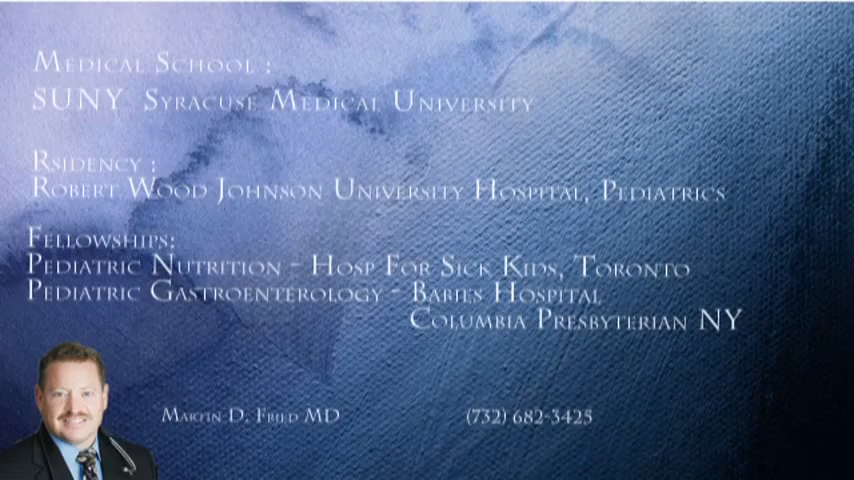 Medical School :
SUNY Syracuse Medical University
Rsidency :
Robert Wood Johnson University Hospital, Pediatrics
Fellowships:
Pediatric Nutrition - Hosp For Sick Kids, Toronto
Pediatric Gastroenterology - Babies Hospital
Columbia Presbyterian NY
Martin D. Fried MD (732) 682-3425